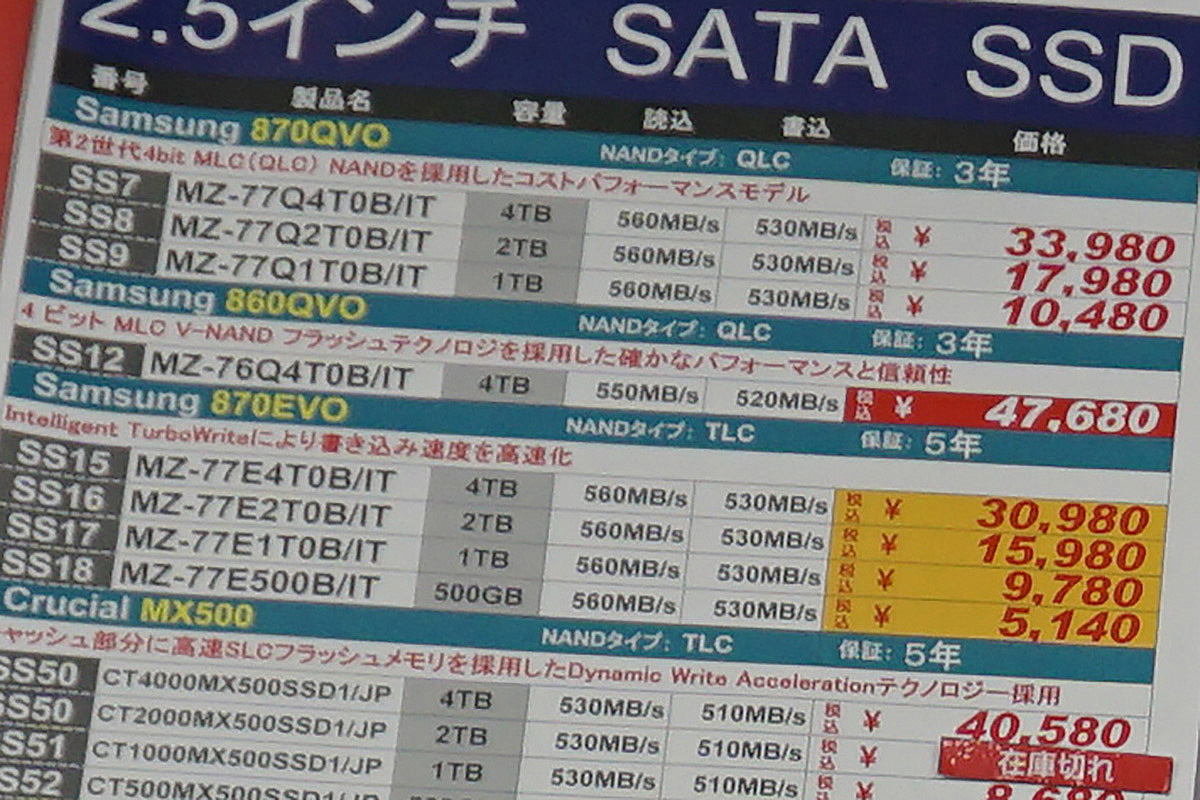 2.5インチ SATA SSD
番号 製品名 容量 読込 書込 価格
Samsung 870QVO NANDタイプ: QLC 保証: 3年
第2世代4bit MLC(QLC) NANDを採用したコストパフォーマンスモデル
SS7 MZ-77Q4T0B/IT 4TB 560MB/s 530MB/s 税込 ¥ 33,980
SS8 MZ-77Q2T0B/IT 2TB 560MB/s 530MB/s 税込 ¥ 17,980
SS9 MZ-77Q1T0B/IT 1TB 560MB/s 530MB/s 税込 ¥ 10,480
Samsung 860QVO NANDタイプ: QLC 保証: 3年
4 ビット MLC V-NAND フラッシュテクノロジを採用した確かなパフォーマンスと信頼性
SS12 MZ-76Q4T0B/IT 4TB 550MB/s 520MB/s 税込 ¥ 47,680
Samsung 870EVO NANDタイプ: TLC 保証: 5年
Intelligent TurboWriteにより書き込み速度を高速化
SS15 MZ-77E4T0B/IT 4TB 560MB/s 530MB/s 税込 ¥ 30,980
SS16 MZ-77E2T0B/IT 2TB 560MB/s 530MB/s 税込 ¥ 15,980
SS17 MZ-77E1T0B/IT 1TB 560MB/s 530MB/s 税込 ¥ 9,780
SS18 MZ-77E500B/IT 500GB 560MB/s 530MB/s 税込 ¥ 5,140
Crucial MX500 NANDタイプ: TLC 保証: 5年
ャッシュ部分に高速SLCフラッシュメモリを採用したDynamic Write Accelerationテクノロジー採用
SS50 CT4000MX500SSD1/JP 4TB 530MB/s 510MB/s 税込 ¥ 40,580
SS50 CT2000MX500SSD1/JP 2TB 530MB/s 510MB/s 税込 ¥ 在庫切れ
SS51 CT1000MX500SSD1/JP 1TB 530MB/s 510MB/s 税込 ¥
SS52 CT500MX500SSD1/JP